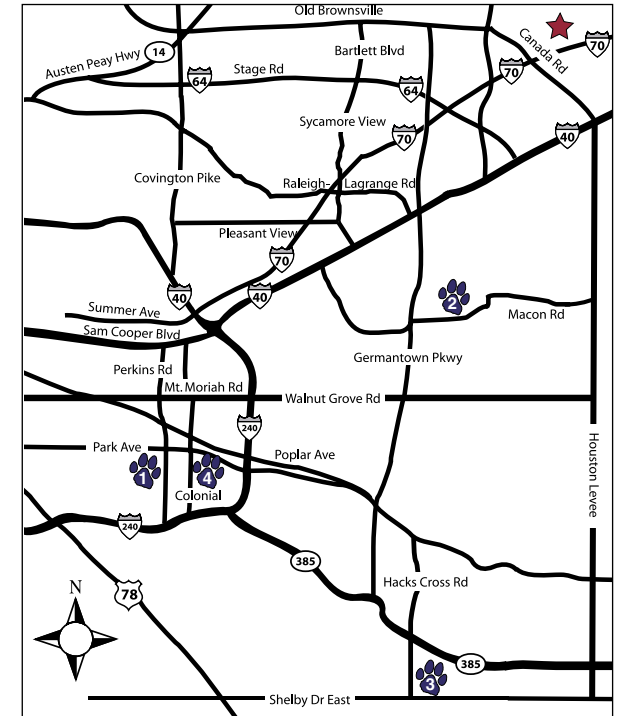 Old Brownsville
Canada Rd
70
Bartlett Blvd
14
Austen Peay Hwy
Stage Rd
64
64
70
Sycamore View
70
40
Covington Pike
Raleigh-Lagrange Rd
Pleasant View
70
40
40
Summer Ave
2
Macon Rd
Sam Cooper Blvd
Germantown Pkwy
Perkins Rd
Mt. Moriah Rd
Walnut Grove Rd
240
Houston Levee
Park Ave
Poplar Ave
1
4
Colonial
240
385
Hacks Cross Rd
N
78
385
3
Shelby Dr East